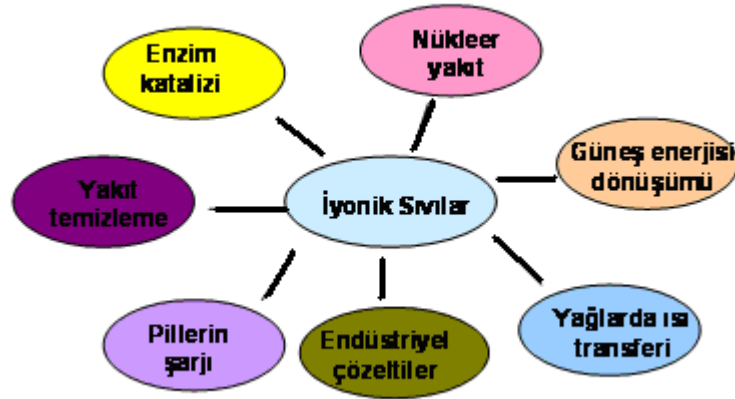 Enzim
katalizi
Nükleer
yakıt
Güneş enerjisi
dönüşümü
Yakıt
temizleme
İyonik Sıvılar
Pillerin
şarjı
Endüstriyel
çözeltiler
Yağlarda ısı
transferi